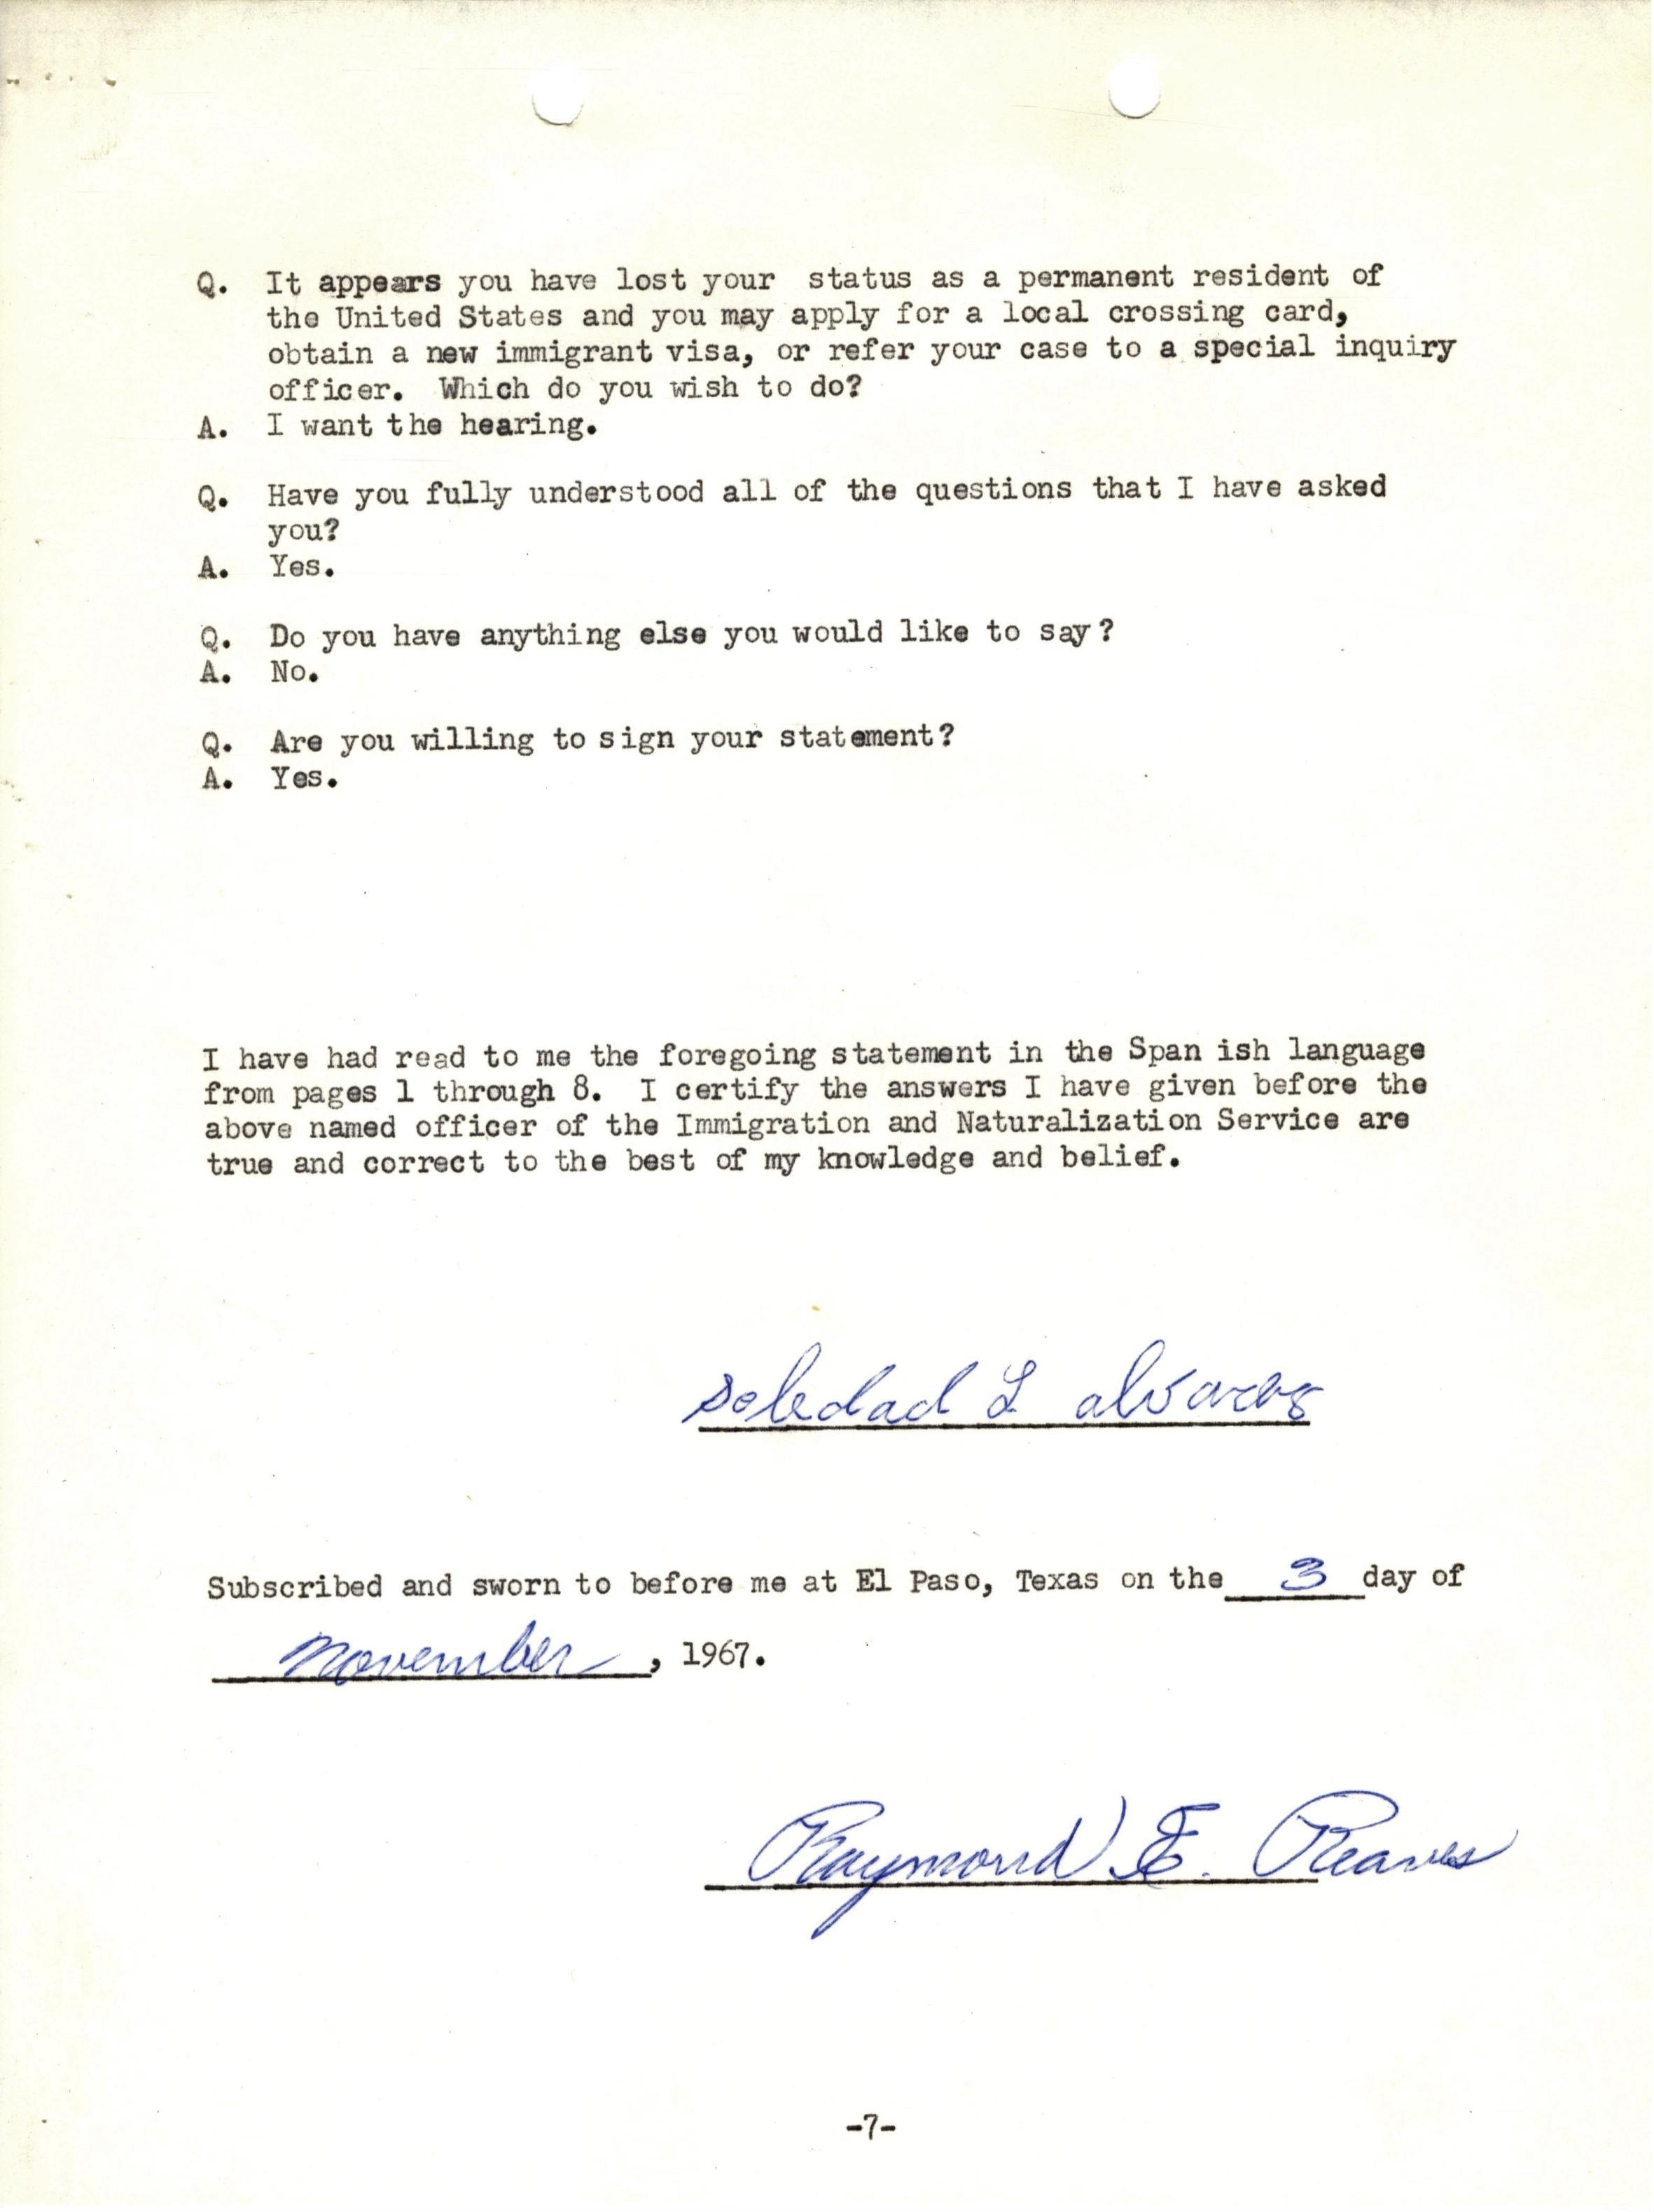 Q. It appears you have lost your status as a permanent resident of
the United States and you may apply for a local crossing card,
obtain a new immigrant visa, or refer your case to a special inquiry
officer. Which do you wish to do?
A. I want the hearing.
Q. Have you fully understood all of the questions that I have asked
you?
A. Yes.
Q. Do you have anything else you would like to say?
A. No.
Q. Are you willing to sign your statement?
A. Yes.
I have had read to me the foregoing statement in the Span ish language
from pages 1 through 8. I certify the answers I have given before the
above named officer of the Immigration and Naturalization Service are
true and correct to the best of my knowledge and belief.
Soledad L alvarez
Subscribed and sworn to before me at El Paso, Texas on the 3 day of
November, 1967.
Raymond E. Reaves
-7-